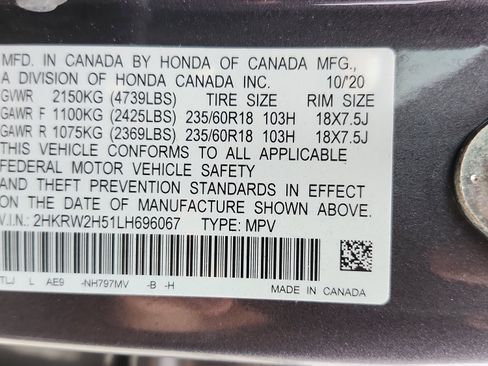 MFD. IN CANADA BY HONDA OF CANADA MFG.,
A DIVISION OF HONDA CANADA INC. 10/'20
GVWR 2150KG (4739LBS) TIRE SIZE RIM SIZE
GAWR F 1100KG (2425LBS) 235/60R18 103H 18X7.5J
GAWR R 1075KG (2369LBS) 235/60R18 103H 18X7.5J
THIS VEHICLE CONFORMS TO ALL APPLICABLE
FEDERAL MOTOR VEHICLE SAFETY
AND THEFT PREVENTION STANDARDS IN EFFECT
ON THE DATE OF MANUFACTURE SHOWN ABOVE.
V.I.N.: 2HKRW2H51LH696067 TYPE: MPV
TLJ L AE9 -NH797MV -B -H
MADE IN CANADA